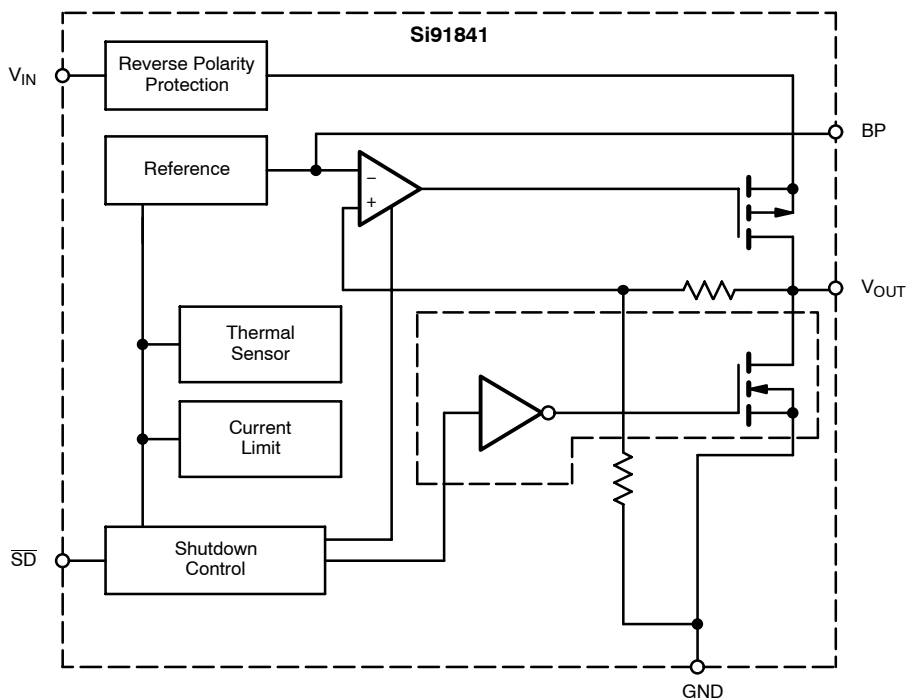 Si91841
VIN
Reverse Polarity
Protection
BP
Reference
−
+
VOUT
Thermal
Sensor
Current
Limit
SD
Shutdown
Control
GND